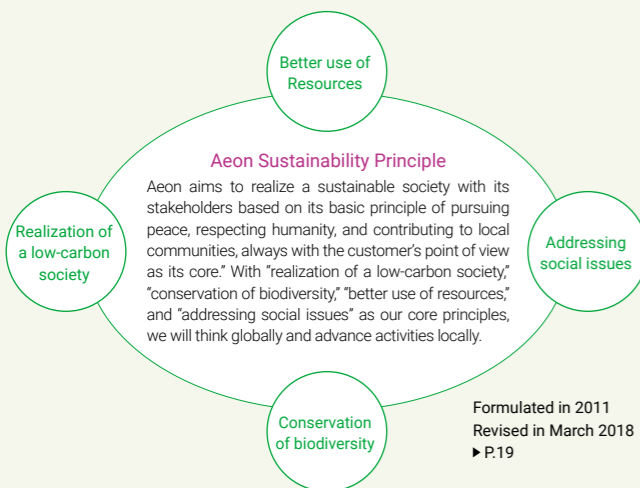 Better use of
Resources
Aeon Sustainability Principle
Aeon aims to realize a sustainable society with its
stakeholders based on its basic principle of pursuing
peace, respecting humanity, and contributing to local
communities, always with the customer's point of view
as its core.” With “realization of a low-carbon society,”
“conservation of biodiversity,” “better use of resources,”
and “addressing social issues” as our core principles,
we will think globally and advance activities locally.
Realization of
a low-carbon
society
Addressing
social issues
Conservation
of biodiversity
Formulated in 2011
Revised in March 2018
▶ P.19